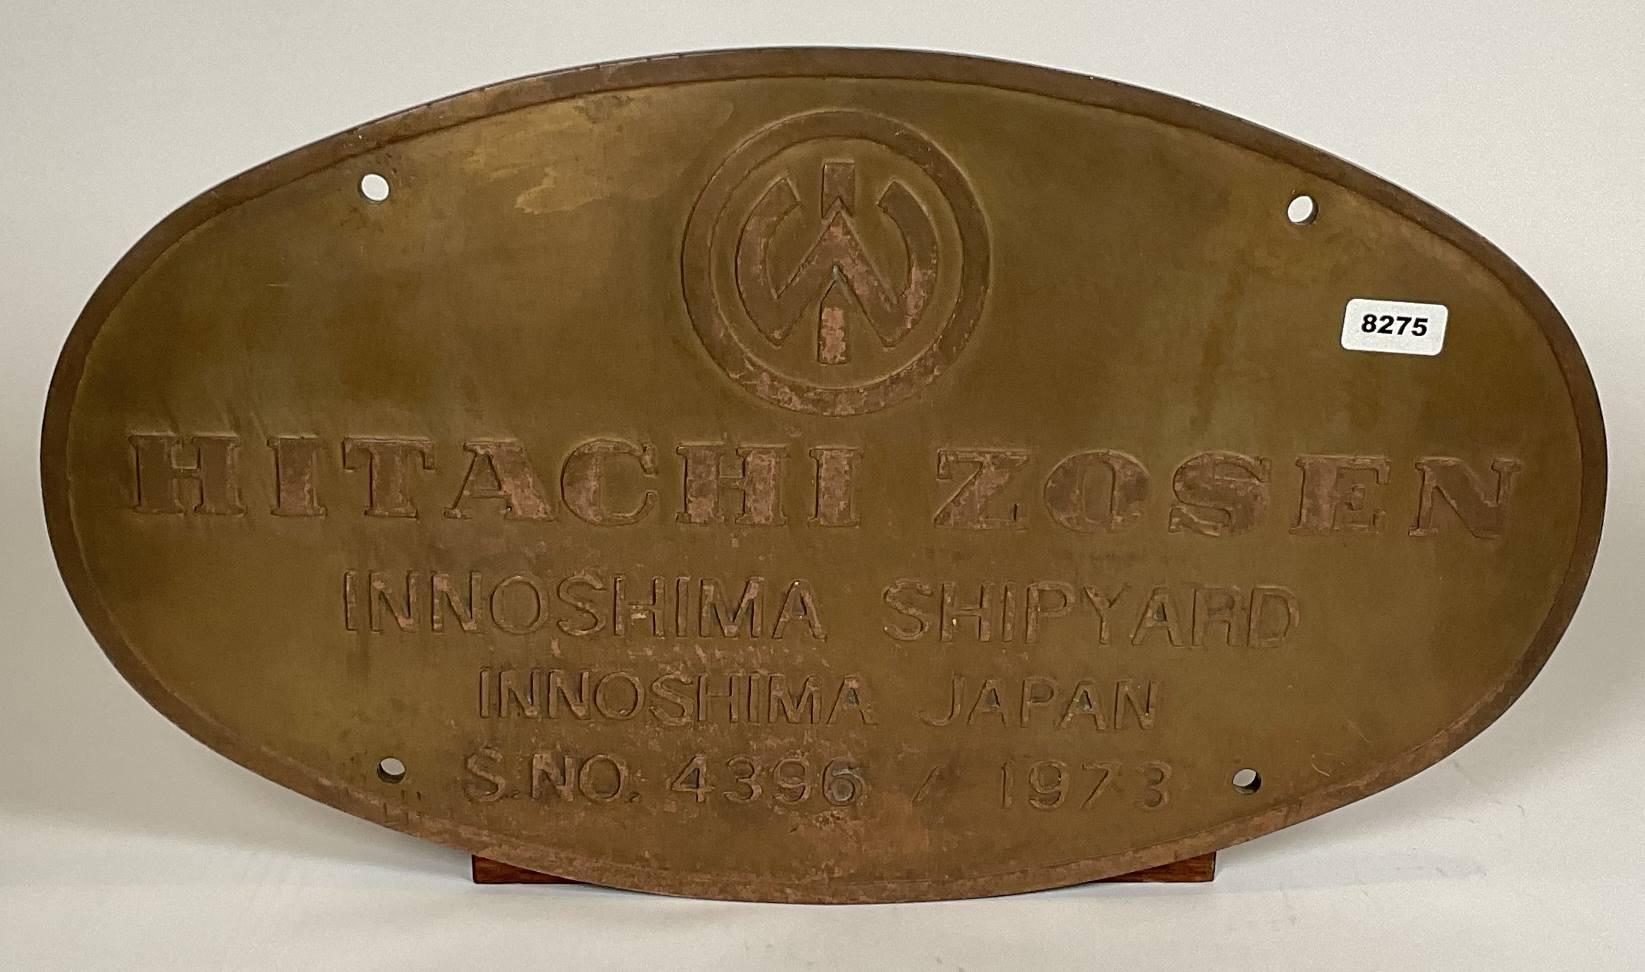 8275
HITACHI ZOSEN
INNOSHIMA SHIPYARD
INNOSHIMA JAPAN
S.NO. 4396 / 1973